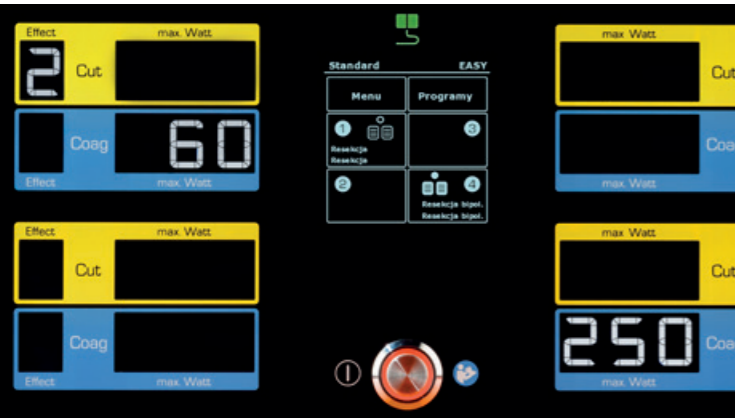 Effect max. Watt
2 Cut
Coag 60
Effect max. Watt
Effect max. Watt
Cut
Coag
Effect max. Watt
Standard EASY
Menu Programy
1 3
Resekcja
Resekcja
2 4
Resekcja bipol.
Resekcja bipol.
max. Watt
Cut
Coa
max. Watt
max. Watt
Cut
250 Coa
max. Watt